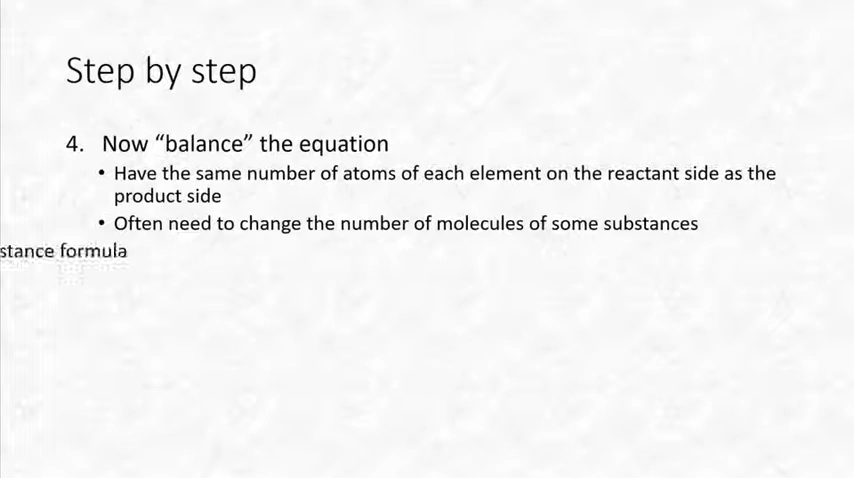 Step by step
4. Now “balance” the equation
• Have the same number of atoms of each element on the reactant side as the
product side
• Often need to change the number of molecules of some substances
stance formula